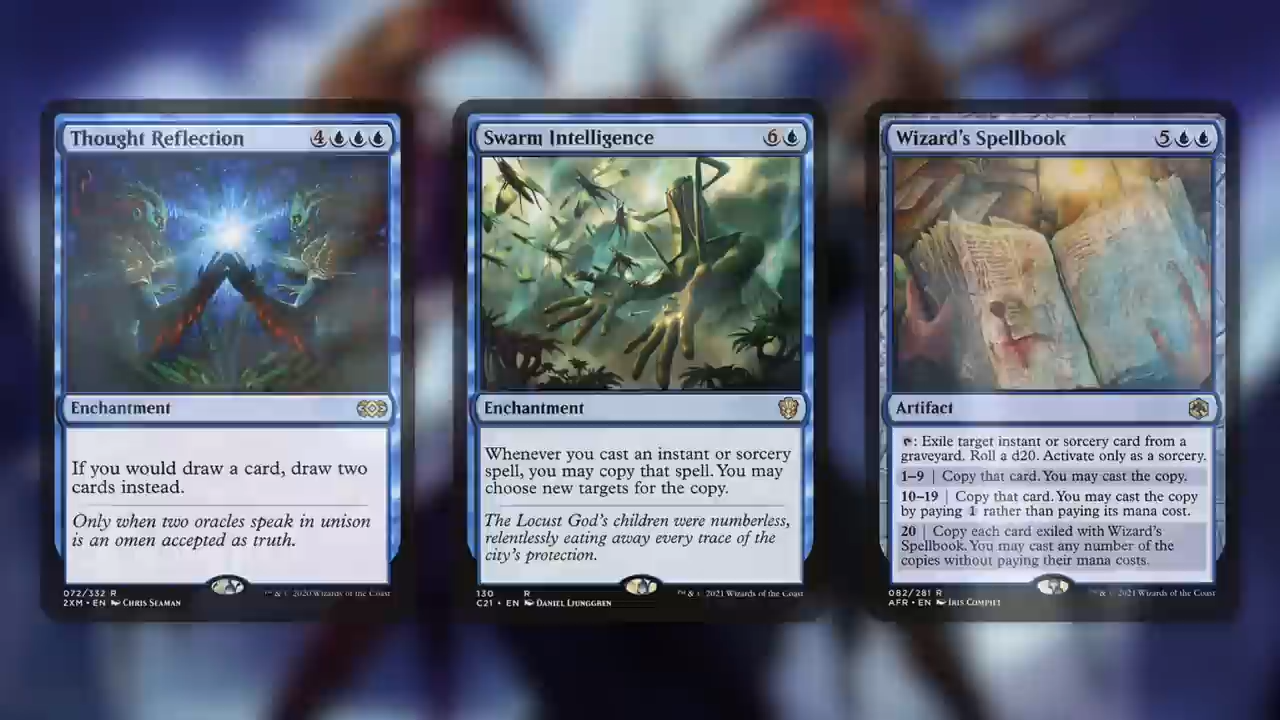 Thought Reflection 4
Enchantment
If you would draw a card, draw two
cards instead.
Only when two oracles speak in unison
is an omen accepted as truth.
072/332 R
2XM • EN CHRIS SEAMAN
™ & © 2020 Wizards of the Coast
Swarm Intelligence 6
Enchantment
Whenever you cast an instant or sorcery
spell, you may copy that spell. You may
choose new targets for the copy.
The Locust God's children were numberless,
relentlessly eating away every trace of the
city's protection.
130 R
C21 • EN DANIEL LJUNGGREN
™ & © 2021 Wizards of the Coast
Wizard's Spellbook 5
Artifact
: Exile target instant or sorcery card from a
graveyard. Roll a d20. Activate only as a sorcery.
1–9 | Copy that card. You may cast the copy.
10–19 | Copy that card. You may cast the copy
by paying 1 rather than paying its mana cost.
20 | Copy each card exiled with Wizard's
Spellbook. You may cast any number of the
copies without paying their mana costs.
082/281 R
AFR • EN IRIS COMPIET
™ & © 2021 Wizards of the Coast